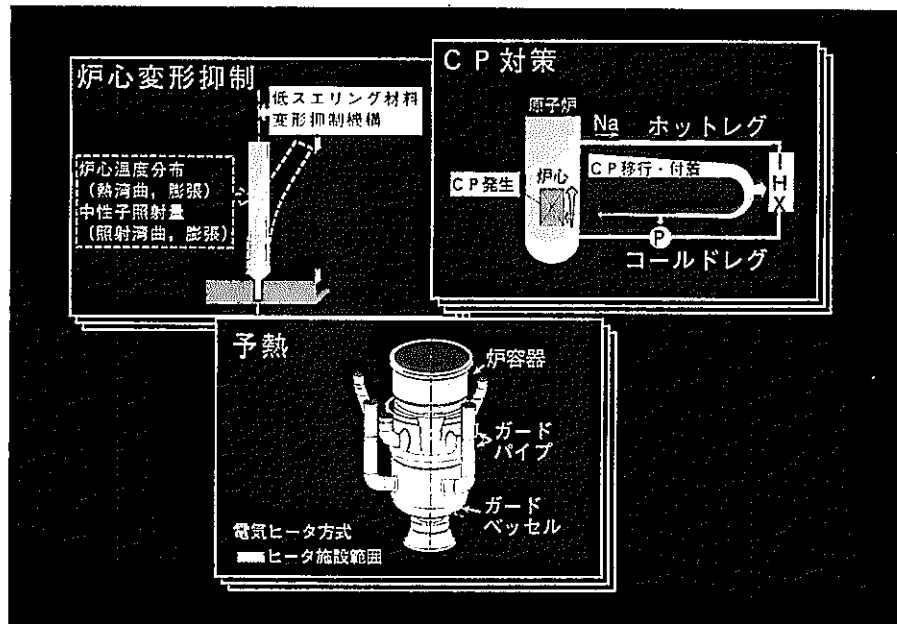 炉心変形抑制
低スエリング材料
変形抑制機構
炉心温度分布
(熱湾曲,膨張)
中性子照射量
(照射湾曲,膨張)
CP対策
原子炉
Na
ホットレグ
CP発生
炉心
CP移行・付着
IHX
P
コールドレグ
予熱
炉容器
ガード
パイプ
ガード
ベッセル
電気ヒータ方式
ヒータ施設範囲